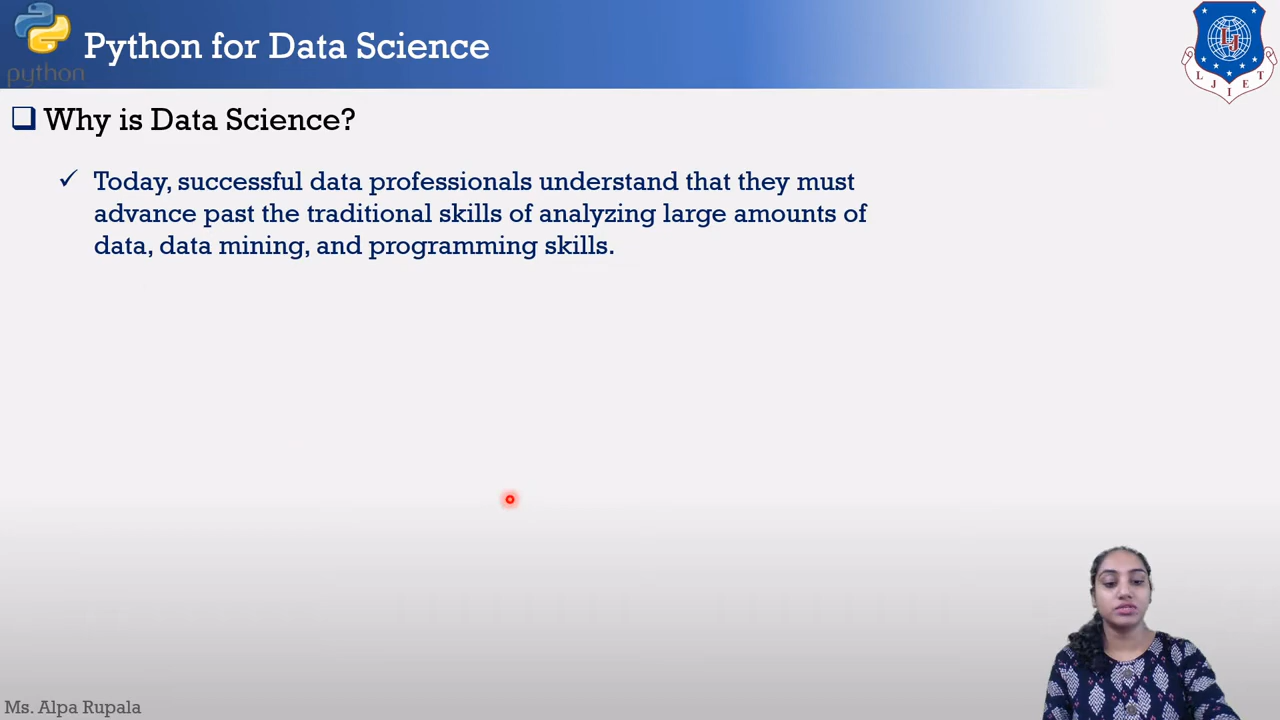 python
Python for Data Science
L J I E T
Why is Data Science?
Today, successful data professionals understand that they must
advance past the traditional skills of analyzing large amounts of
data, data mining, and programming skills.
Ms. Alpa Rupala